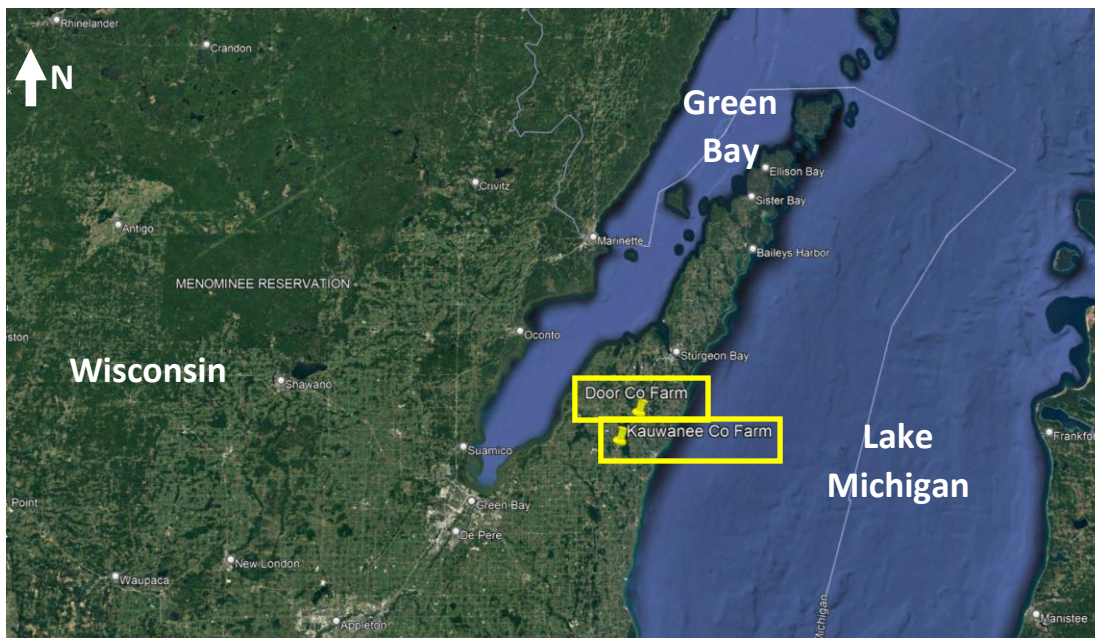 Rhinelander
Crandon
N
Green
Bay
Ellison Bay
Crivitz
Sister Bay
Antigo
Marinette
Baileys Harbor
MENOMINEE RESERVATION
Oconto
ston
Sturgeon Bay
Wisconsin
Shawano
Door Co Farm
Kauwanee Co Farm
Lake
Michigan
Frankfor
Suamico
Point
Green Bay
De Pere
New London
Waupaca
Michigan
Appleton
Manistee